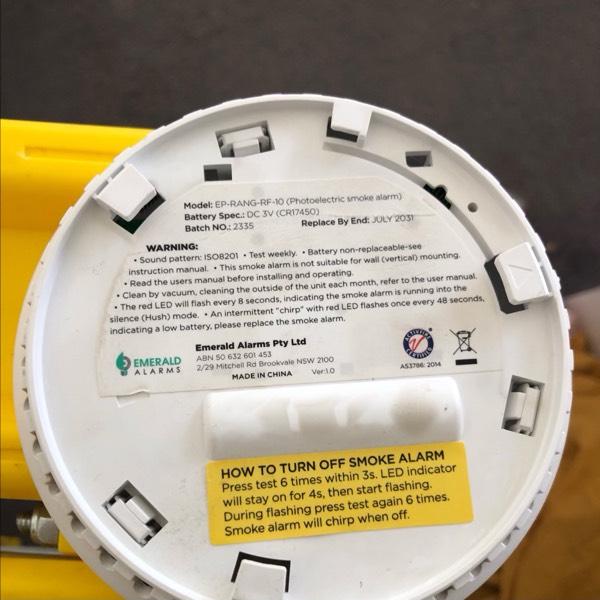 Model: EP-RANG-RF-10 (Photoelectric smoke alarm)
Battery Spec.: DC 3V (CR17450)
Batch NO.: 2335 Replace By End: JULY 2031
WARNING:
• Sound pattern: ISO8201 • Test weekly. • Battery non-replaceable-see
instruction manual. • This smoke alarm is not suitable for wall (vertical) mounting.
• Read the users manual before installing and operating.
• Clean by vacuum, cleaning the outside of the unit each month, refer to the user manual.
• The red LED will flash every 8 seconds, indicating the smoke alarm is running into the
silence (Hush) mode. • An intermittent "chirp" with red LED flashes once every 48 seconds,
indicating a low battery, please replace the smoke alarm.
EMERALD
ALARMS
Emerald Alarms Pty Ltd
ABN 50 632 601 453
2/29 Mitchell Rd Brookvale NSW 2100
MADE IN CHINA Ver:1.0
ACTIVFIRE
CERTIFIED
AS3786: 2014
HOW TO TURN OFF SMOKE ALARM
Press test 6 times within 3s. LED indicator
will stay on for 4s, then start flashing.
During flashing press test again 6 times.
Smoke alarm will chirp when off.